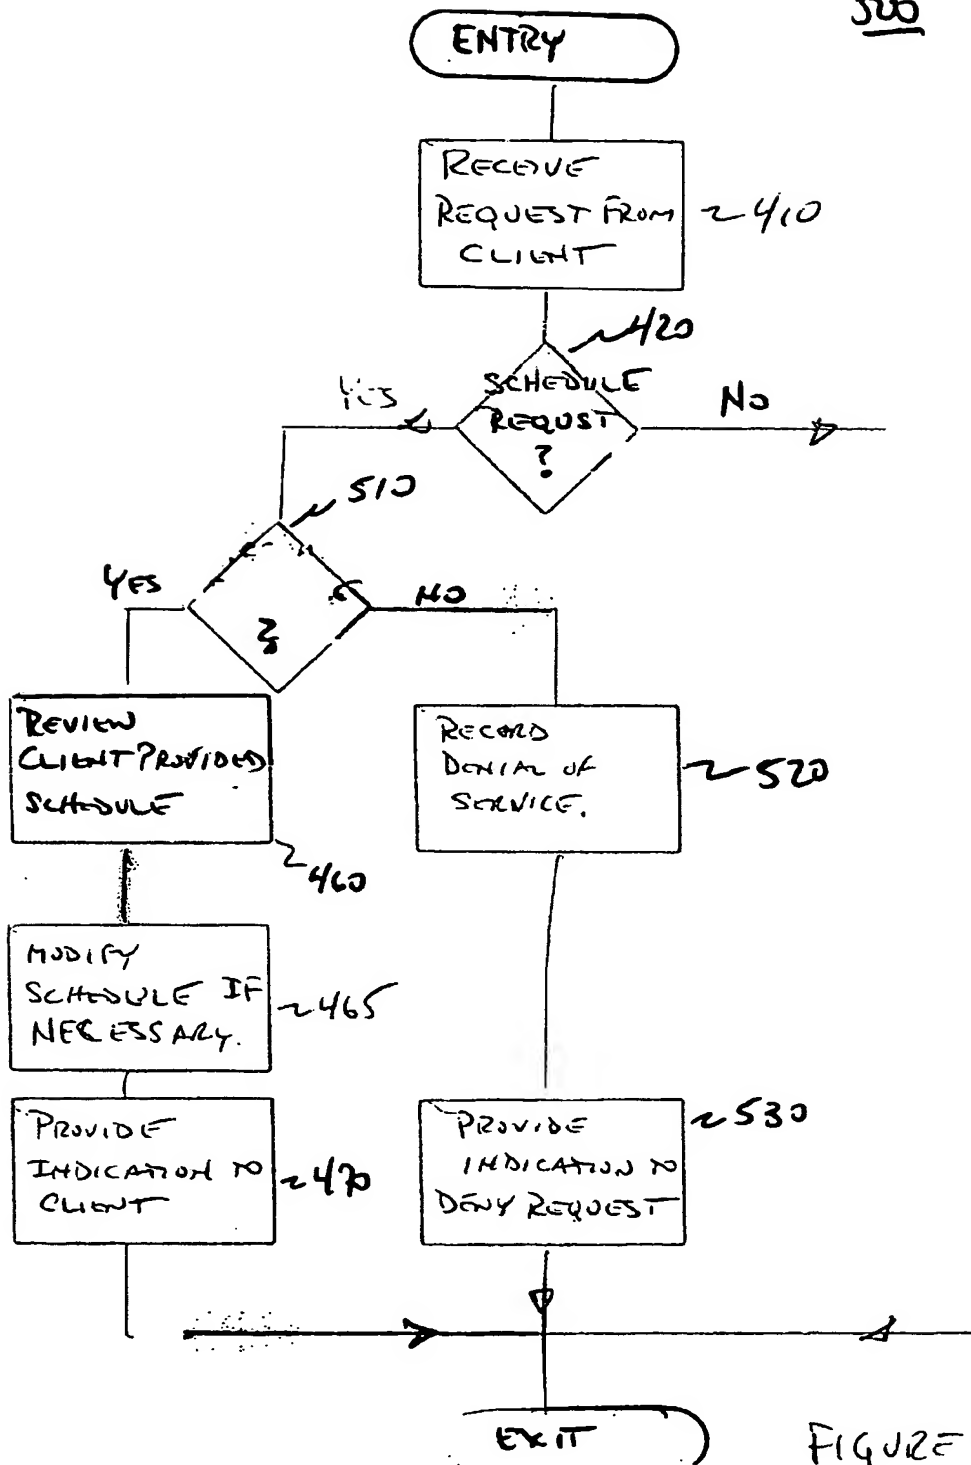 500
ENTRY
RECEIVE
REQUEST FROM
CLIENT
~410
~420
SCHEDULE
REQUST
?
YES
NO
510
?
YES
NO
REVIEW
CLIENT PROVIDED
SCHEDULE
~460
RECORD
DENIAL OF
SERVICE.
~520
MODIFY
SCHEDULE IF
NECESSARY.
~465
PROVIDE
INDICATION TO
CLIENT
~470
PROVIDE
INDICATION TO
DENY REQUEST
~530
EXIT
FIGURE